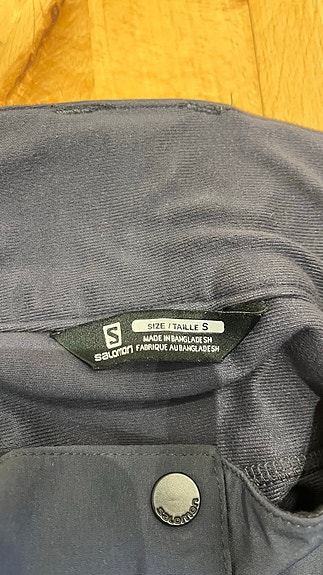 S
SIZE / TAILLE S
MADE IN BANGLADESH
FABRIQUE AU BANGLADESH
salomon
salomon